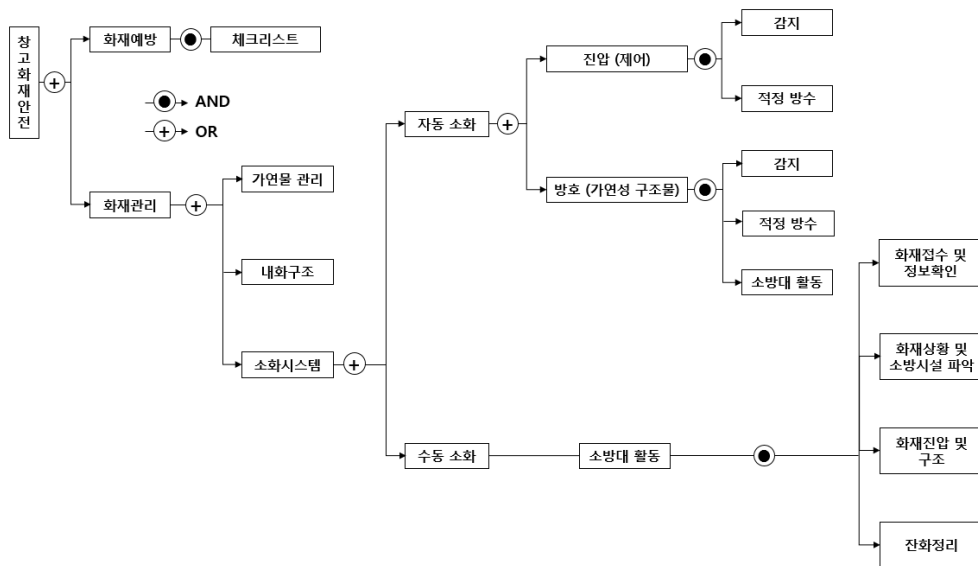 창고화재안전
화재예방
체크리스트
AND
OR
화재관리
가연물 관리
내화구조
소화시스템
자동 소화
진압 (제어)
감지
적정 방수
방호 (가연성 구조물)
감지
적정 방수
소방대 활동
수동 소화
소방대 활동
화재접수 및
정보확인
화재상황 및
소방시설 파악
화재진압 및
구조
잔화정리